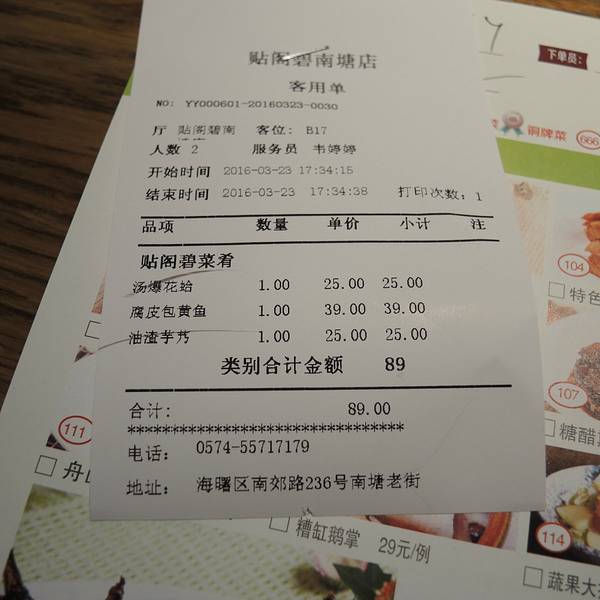 贴阁碧南塘店
客用单
NO: YY000601-20160323-0030
厅 贴阁碧南 客位: B17
人数 2 服务员 韦婷婷
开始时间 2016-03-23 17:34:15
结束时间 2016-03-23 17:34:38 打印次数: 1
品项 数量 单价 小计 注
贴阁碧菜肴
汤爆花蛤 1.00 25.00 25.00
腐皮包黄鱼 1.00 39.00 39.00
油渣芋艿 1.00 25.00 25.00
类别合计金额 89
合计: 89.00
***********************************
电话: 0574-55717179
地址: 海曙区南郊路236号南塘老街
下单员:
铜牌菜 666
104
特色
107
糖醋
111
舟
114
糟缸鹅掌 29元/例
蔬果大